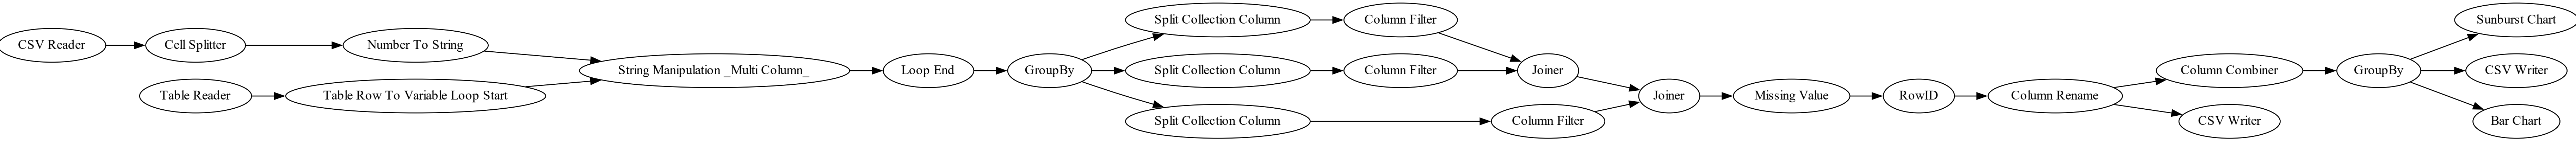 CSV Reader
Cell Splitter
Number To String
Table Reader
Table Row To Variable Loop Start
String Manipulation _Multi Column_
Loop End
GroupBy
Split Collection Column
Column Filter
Split Collection Column
Column Filter
Joiner
Split Collection Column
Column Filter
Joiner
Missing Value
RowID
Column Rename
Column Combiner
CSV Writer
GroupBy
Sunburst Chart
CSV Writer
Bar Chart